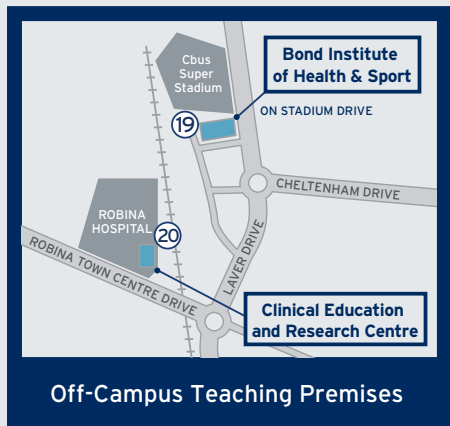 Cbus
Super
Stadium
Bond Institute
of Health & Sport
19
ON STADIUM DRIVE
CHELTENHAM DRIVE
ROBINA
HOSPITAL
20
ROBINA TOWN CENTRE DRIVE
LAVER DRIVE
Clinical Education
and Research Centre
Off-Campus Teaching Premises